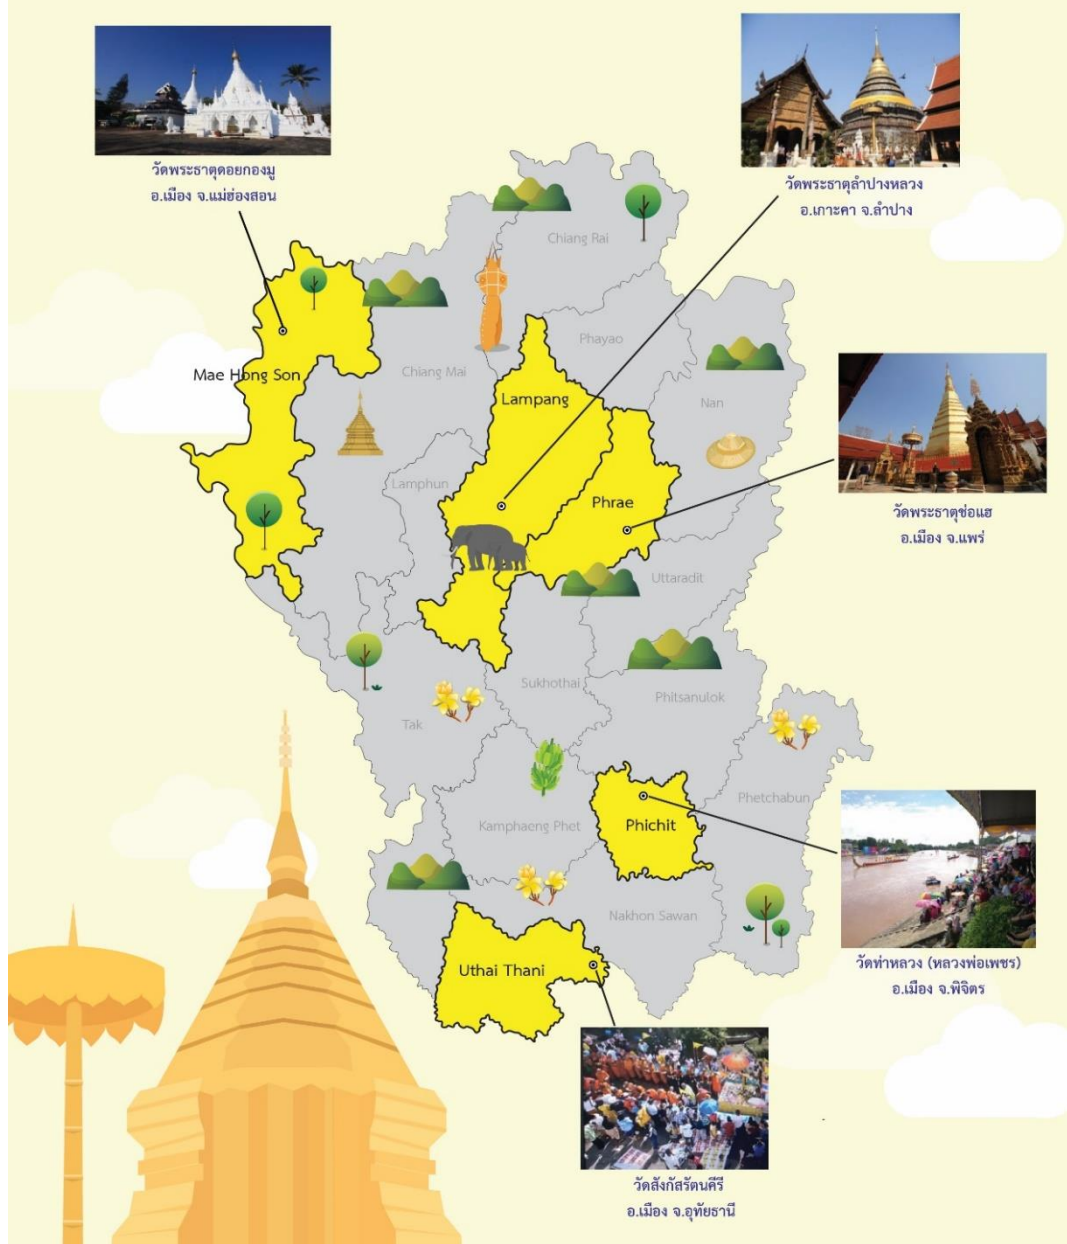 วัดพระธาตุดอยกองมู
อ.เมือง จ.แม่ฮ่องสอน
วัดพระธาตุลำปางหลวง
อ.เกาะคา จ.ลำปาง
Chiang Rai
Phayao
Mae Hong Son
Chiang Mai
Lampang
Nan
Lamphun
Phrae
วัดพระธาตุช่อแฮ
อ.เมือง จ.แพร่
Uttaradit
Sukhothai
Phitsanulok
Tak
Phetchabun
Kamphaeng Phet
Phichit
Nakhon Sawan
วัดท่าหลวง (หลวงพ่อเพชร)
อ.เมือง จ.พิจิตร
Uthai Thani
วัดสังกัสรัตนคีรี
อ.เมือง จ.อุทัยธานี